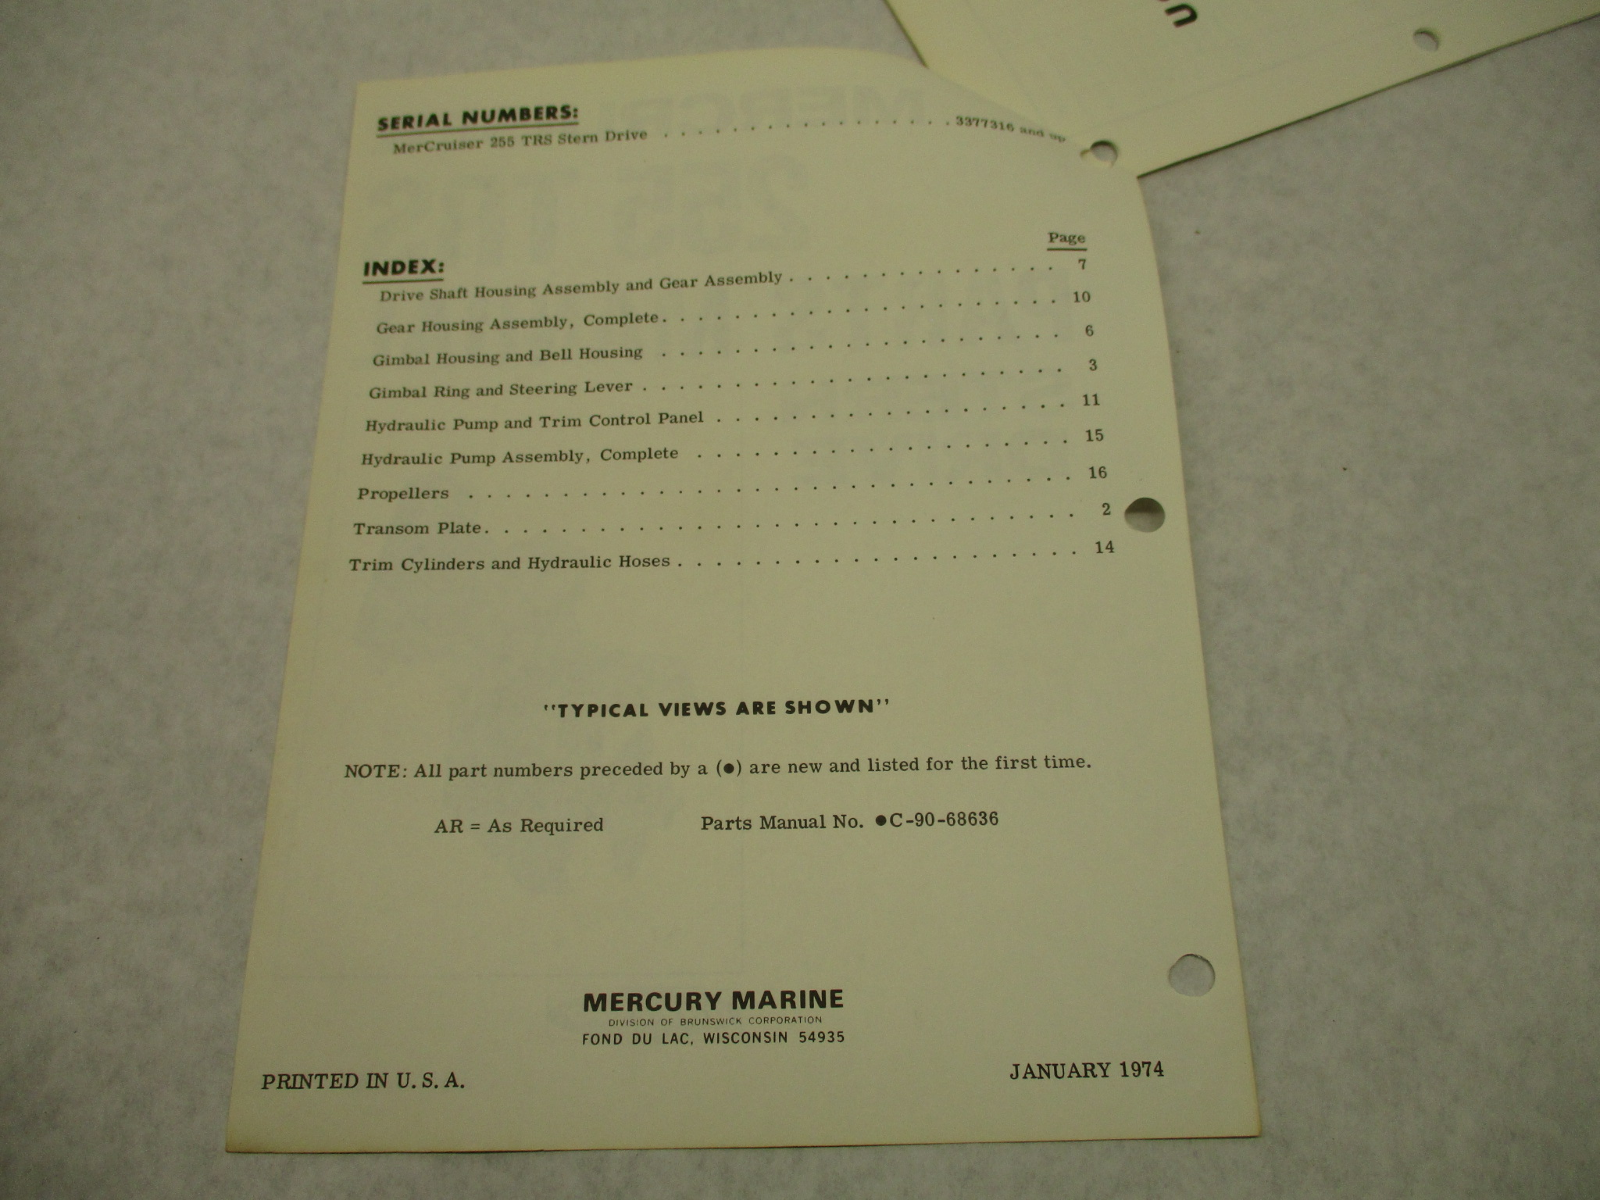 SERIAL NUMBERS:
MerCruiser 255 TRS Stern Drive . . . . . . . . . . . . . . . . . 3377316 and up
Page
INDEX:
Drive Shaft Housing Assembly and Gear Assembly . . . . . . . . . . . . . . . 7
Gear Housing Assembly, Complete. . . . . . . . . . . . . . . . . . . . . . 10
Gimbal Housing and Bell Housing . . . . . . . . . . . . . . . . . . . . . . 6
Gimbal Ring and Steering Lever . . . . . . . . . . . . . . . . . . . . . . . 3
Hydraulic Pump and Trim Control Panel . . . . . . . . . . . . . . . . . . . 11
Hydraulic Pump Assembly, Complete . . . . . . . . . . . . . . . . . . . . 15
Propellers . . . . . . . . . . . . . . . . . . . . . . . . . . . . . . . . . 16
Transom Plate. . . . . . . . . . . . . . . . . . . . . . . . . . . . . . . . 2
Trim Cylinders and Hydraulic Hoses . . . . . . . . . . . . . . . . . . . . . 14
"TYPICAL VIEWS ARE SHOWN"
NOTE: All part numbers preceded by a (●) are new and listed for the first time.
AR = As Required Parts Manual No. ●C-90-68636
MERCURY MARINE
DIVISION OF BRUNSWICK CORPORATION
FOND DU LAC, WISCONSIN 54935
PRINTED IN U. S. A. JANUARY 1974